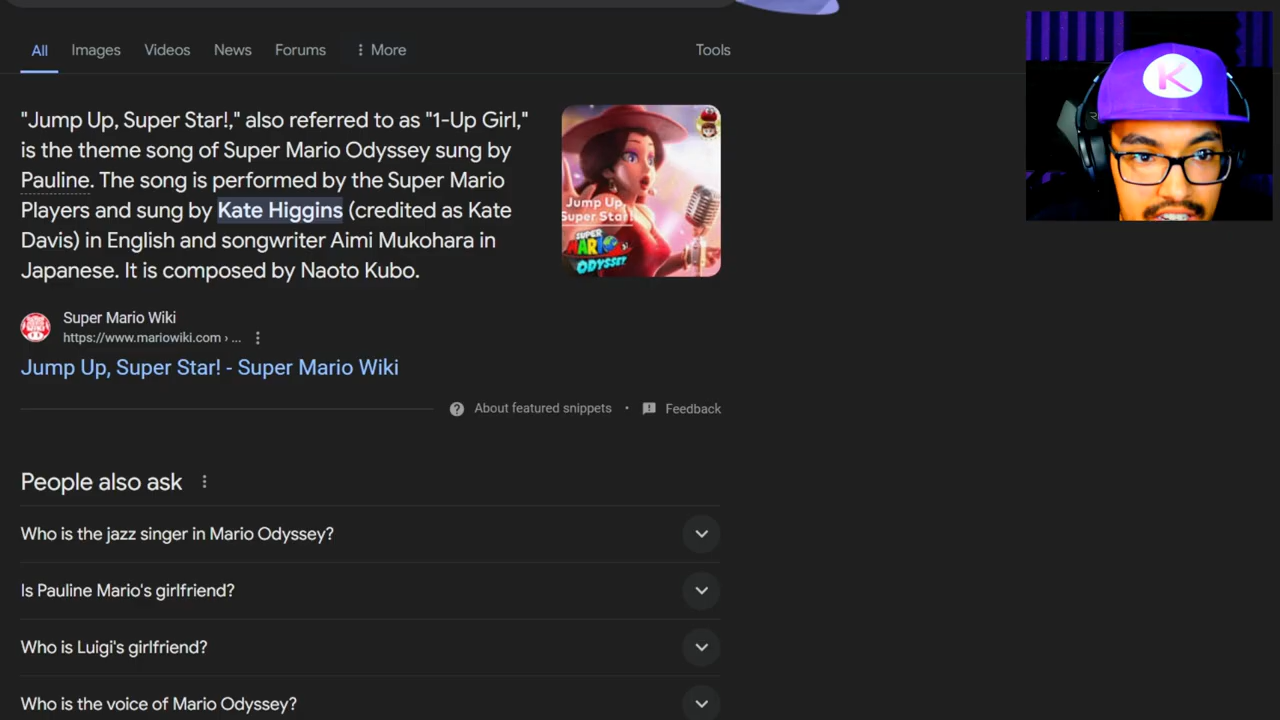 All Images Videos News Forums More Tools
"Jump Up, Super Star!," also referred to as "1-Up Girl,"
is the theme song of Super Mario Odyssey sung by
Pauline. The song is performed by the Super Mario
Players and sung by Kate Higgins (credited as Kate
Davis) in English and songwriter Aimi Mukohara in
Japanese. It is composed by Naoto Kubo.
Jump Up,
Super Star!
SUPER
MARIO
ODYSSEY
Super Mario Wiki
https://www.mariowiki.com › ...
Jump Up, Super Star! - Super Mario Wiki
About featured snippets • Feedback
People also ask
Who is the jazz singer in Mario Odyssey?
Is Pauline Mario's girlfriend?
Who is Luigi's girlfriend?
Who is the voice of Mario Odyssey?
K